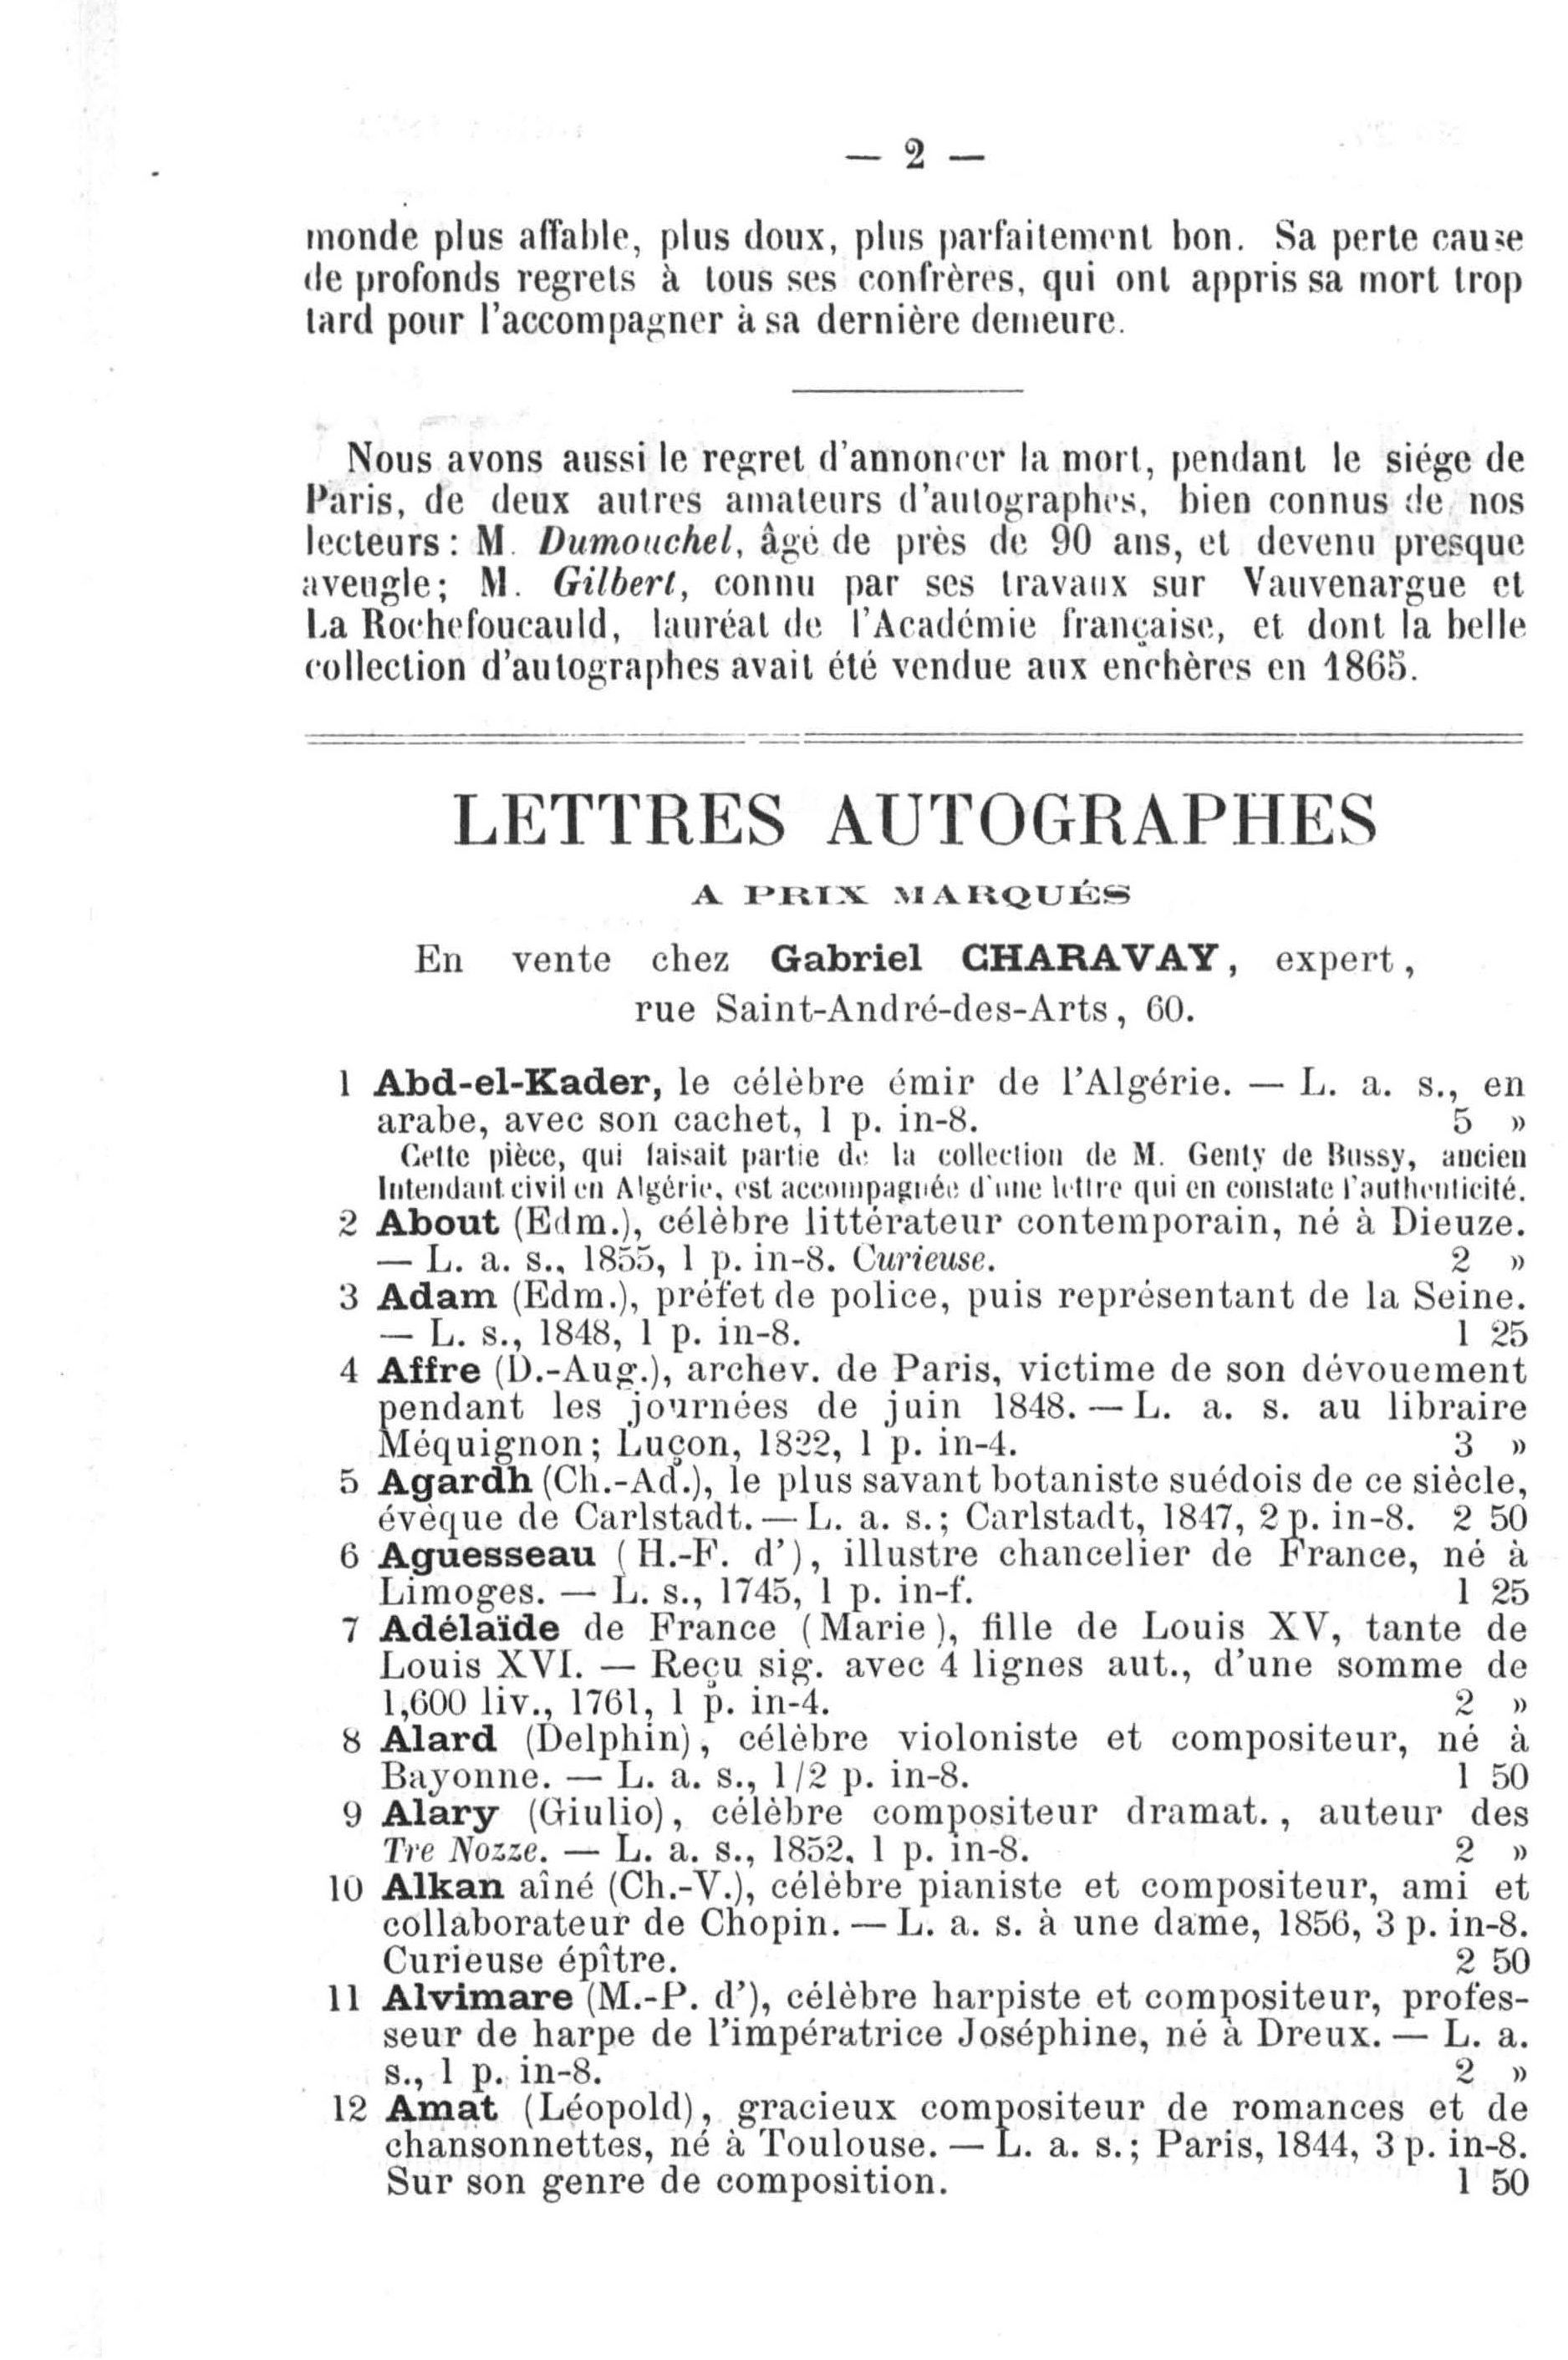 — 2 —
monde plus affable, plus doux, plus parfaitement bon. Sa perte cause
de profonds regrets à tous ses confrères, qui ont appris sa mort trop
tard pour l'accompagner à sa dernière demeure.
Nous avons aussi le regret d'annoncer la mort, pendant le siége de
Paris, de deux autres amateurs d'autographes, bien connus de nos
lecteurs : M. Dumouchel, âgé de près de 90 ans, et devenu presque
aveugle; M. Gilbert, connu par ses travaux sur Vauvenargue et
La Rochefoucauld, lauréat de l'Académie française, et dont la belle
collection d'autographes avait été vendue aux enchères en 1865.
LETTRES AUTOGRAPHES
A PRIX MARQUÉS
En vente chez Gabriel CHARAVAY, expert,
rue Saint-André-des-Arts, 60.
1 Abd-el-Kader, le célèbre émir de l'Algérie. — L. a. s., en
arabe, avec son cachet, 1 p. in-8. 5 »
Cette pièce, qui faisait partie de la collection de M. Genty de Bussy, ancien
Intendant civil en Algérie, est accompagnée d'une lettre qui en constate l'authenticité.
2 About (Edm.), célèbre littérateur contemporain, né à Dieuze.
— L. a. s., 1855, 1 p. in-8. Curieuse. 2 »
3 Adam (Edm.), préfet de police, puis représentant de la Seine.
— L. s., 1848, 1 p. in-8. 1 25
4 Affre (D.-Aug.), archev. de Paris, victime de son dévouement
pendant les journées de juin 1848. — L. a. s. au libraire
Méquignon; Luçon, 1822, 1 p. in-4. 3 »
5 Agardh (Ch.-Ad.), le plus savant botaniste suédois de ce siècle,
évèque de Carlstadt. — L. a. s.; Carlstadt, 1847, 2 p. in-8. 2 50
6 Aguesseau (H.-F. d'), illustre chancelier de France, né à
Limoges. — L. s., 1745, 1 p. in-f. 1 25
7 Adélaïde de France (Marie), fille de Louis XV, tante de
Louis XVI. — Reçu sig. avec 4 lignes aut., d'une somme de
1,600 liv., 1761, 1 p. in-4. 2 »
8 Alard (Delphin), célèbre violoniste et compositeur, né à
Bayonne. — L. a. s., 1/2 p. in-8. 1 50
9 Alary (Giulio), célèbre compositeur dramat., auteur des
Tre Nozze. — L. a. s., 1852, 1 p. in-8. 2 »
10 Alkan aîné (Ch.-V.), célèbre pianiste et compositeur, ami et
collaborateur de Chopin. — L. a. s. à une dame, 1856, 3 p. in-8.
Curieuse épître. 2 50
11 Alvimare (M.-P. d'), célèbre harpiste et compositeur, profes-
seur de harpe de l'impératrice Joséphine, né à Dreux. — L. a.
s., 1 p. in-8. 2 »
12 Amat (Léopold), gracieux compositeur de romances et de
chansonnettes, né à Toulouse. — L. a. s.; Paris, 1844, 3 p. in-8.
Sur son genre de composition. 1 50